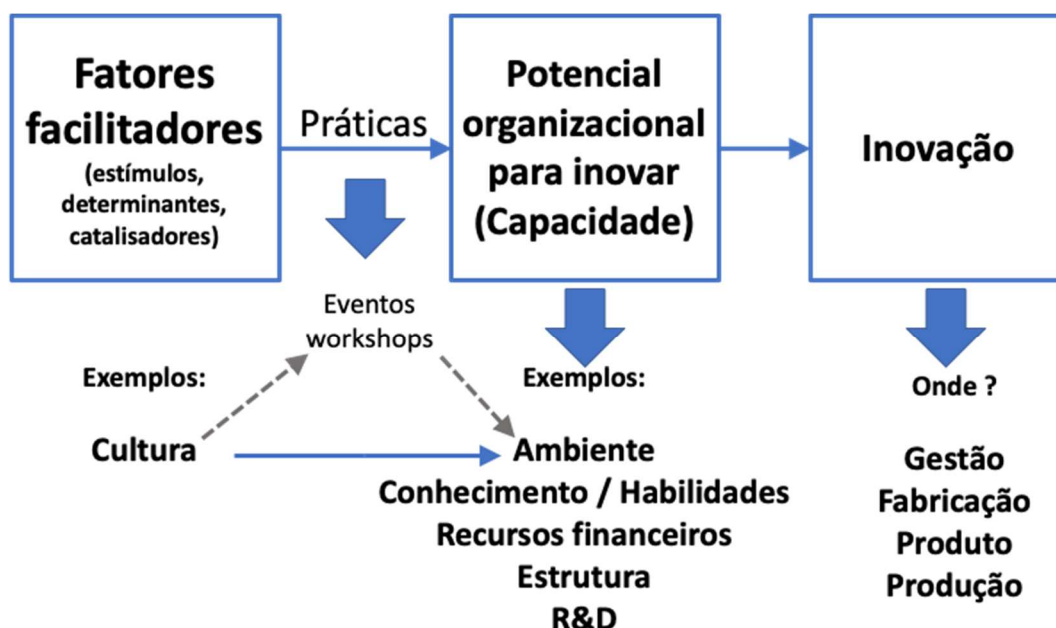 Fatores
facilitadores
(estímulos,
determinantes,
catalisadores)
Práticas
Potencial
organizacional
para inovar
(Capacidade)
Inovação
Eventos
workshops
Exemplos:
Cultura
Exemplos:
Ambiente
Conhecimento / Habilidades
Recursos financeiros
Estrutura
R&D
Onde ?
Gestão
Fabricação
Produto
Produção